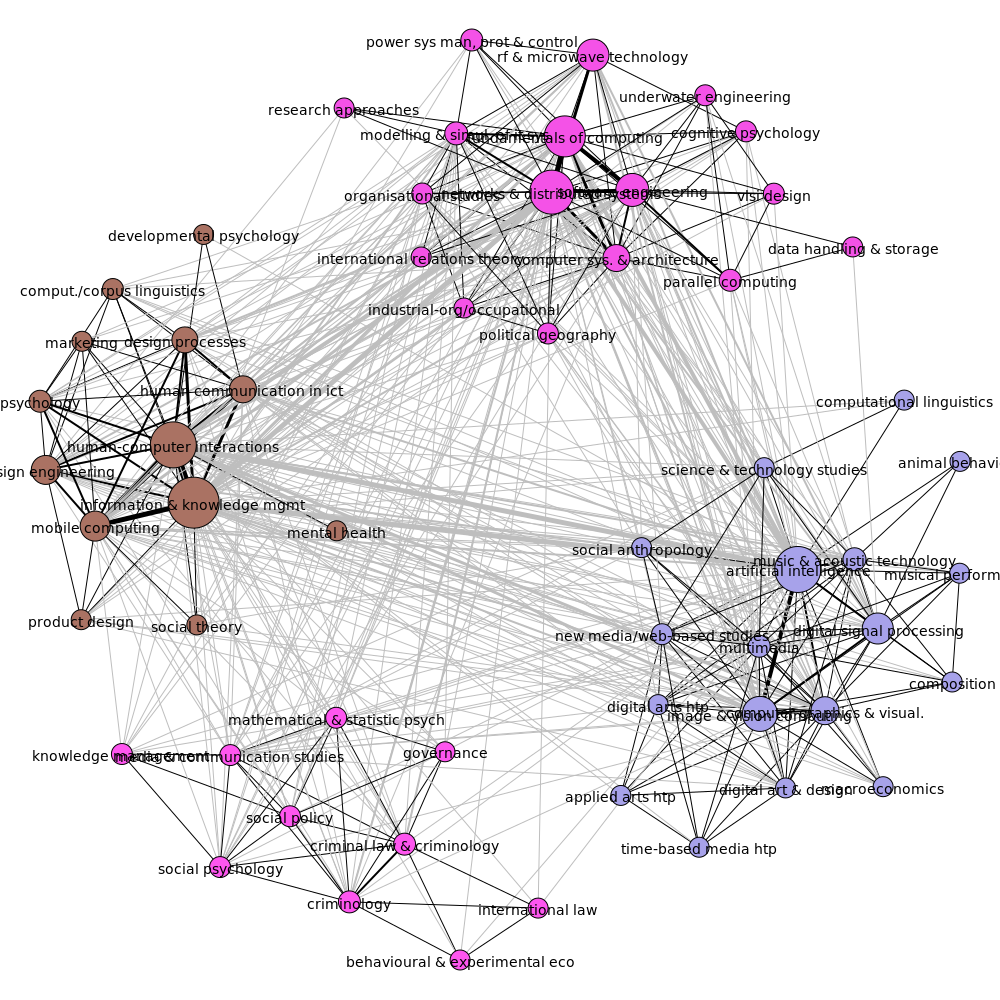 power sys man, prot & control
rf & microwave technology
underwater engineering
research approaches
modelling &
fundamentals of computing
cognitive psychology
organisational studies
networks & distributed systems
software engineering
vlsi design
developmental psychology
data handling & storage
international relations theory
computer sys. & architecture
parallel computing
comput./corpus linguistics
industrial-org/occupational
political geography
marketing
design processes
human communication in ict
psychology
computational linguistics
human-computer interactions
science & technology studies
animal behavi
sign engineering
information & knowledge mgmt
mobile computing
mental health
social anthropology
music & acoustic technology
artificial intelligence
musical perform
product design
social theory
new media/web-based studies
digital signal processing
multimedia
composition
digital arts htp
image & vision computing
computer graphics & visual.
mathematical & statistic psych
knowledge management
media & communication studies
governance
digital art & design
macroeconomics
applied arts htp
social policy
criminal law & criminology
time-based media htp
social psychology
criminology
international law
behavioural & experimental eco